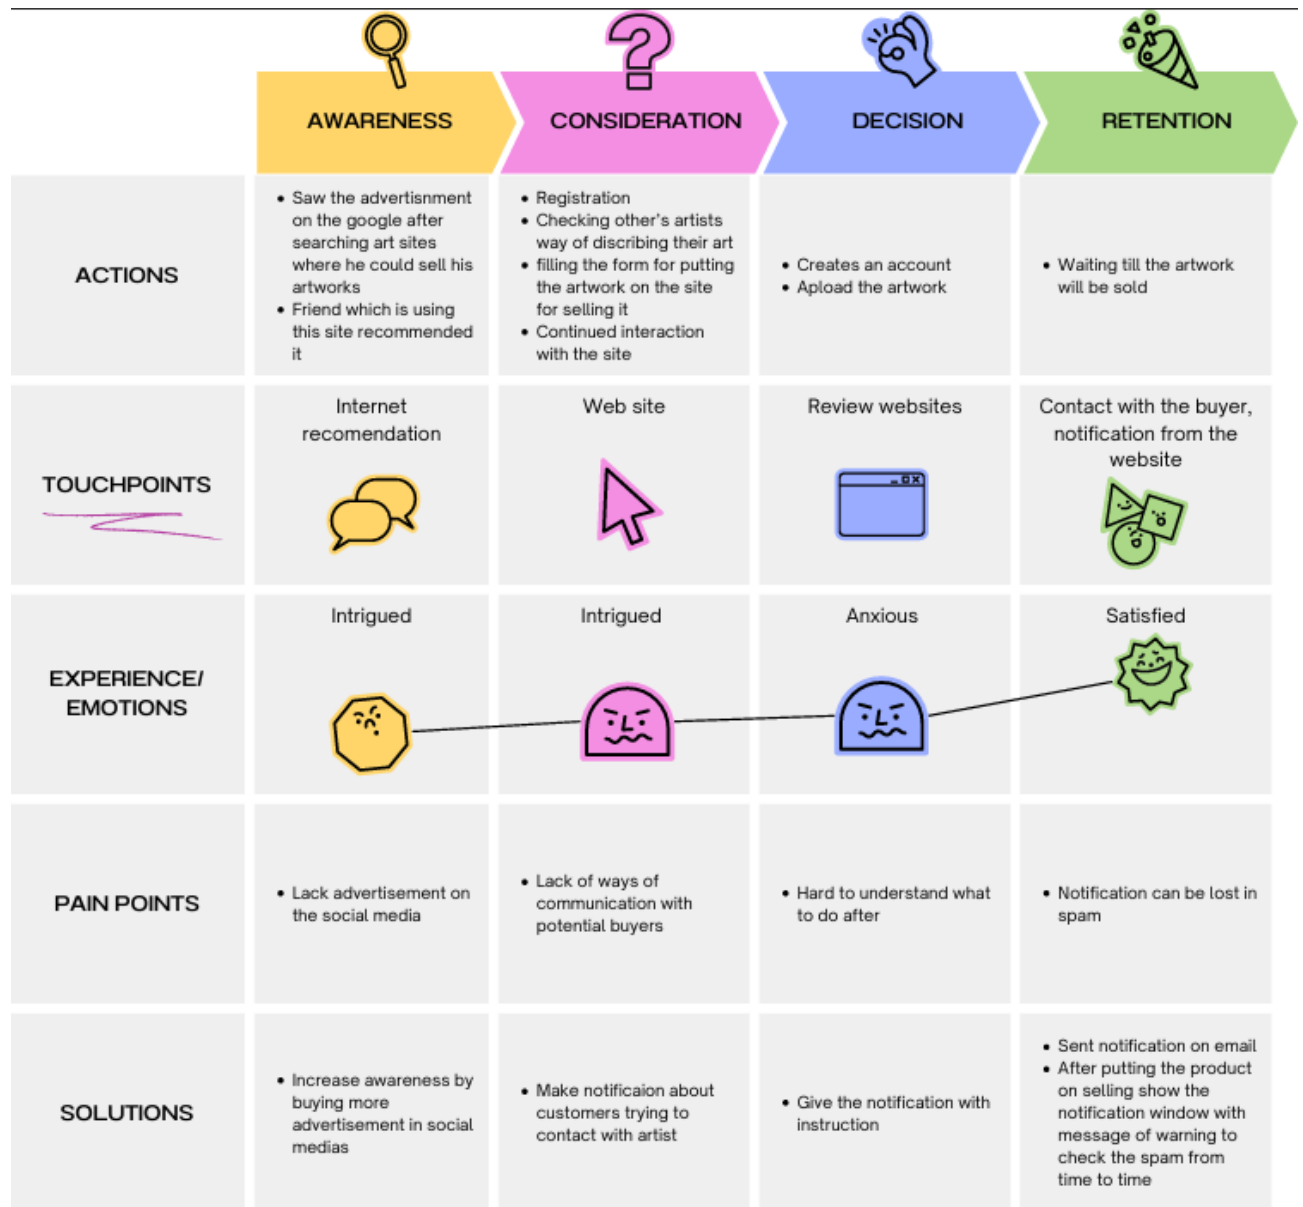 AWARENESS
CONSIDERATION
DECISION
RETENTION
ACTIONS
• Saw the advertisnment
on the google after
searching art sites
where he could sell his
artworks
• Friend which is using
this site recommended
it
• Registration
• Checking other's artists
way of discribing their art
• filling the form for putting
the artwork on the site
for selling it
• Continued interaction
with the site
• Creates an account
• Apload the artwork
• Waiting till the artwork
will be sold
TOUCHPOINTS
Internet
recomendation
Web site
Review websites
Contact with the buyer,
notification from the
website
EXPERIENCE/
EMOTIONS
Intrigued
Intrigued
Anxious
Satisfied
PAIN POINTS
• Lack advertisement on
the social media
• Lack of ways of
communication with
potential buyers
• Hard to understand what
to do after
• Notification can be lost in
spam
SOLUTIONS
• Increase awareness by
buying more
advertisement in social
medias
• Make notificaion about
customers trying to
contact with artist
• Give the notification with
instruction
• Sent notification on email
• After putting the product
on selling show the
notification window with
message of warning to
check the spam from
time to time